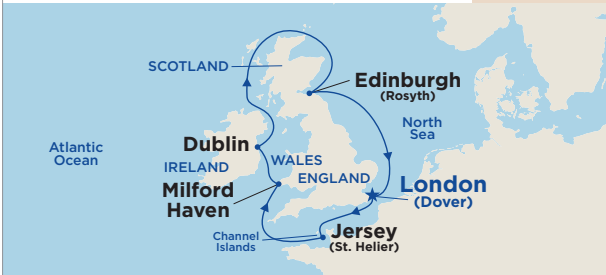 SCOTLAND
Edinburgh
(Rosyth)
North
Sea
Atlantic
Ocean
Dublin
IRELAND
WALES
ENGLAND
Milford
Haven
London
(Dover)
Channel
Islands
Jersey
(St. Helier)